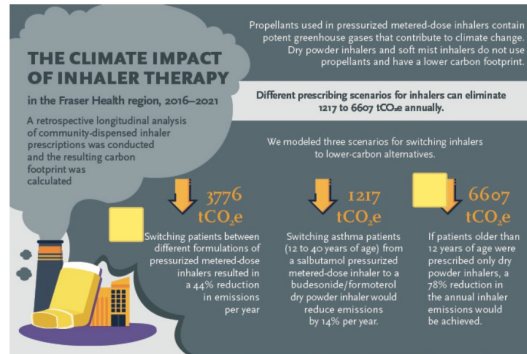 Propellants used in pressurized metered-dose inhalers contain
potent greenhouse gases that contribute to climate change.
Dry powder inhalers and soft mist inhalers do not use
propellants and have a lower carbon footprint.
THE CLIMATE IMPACT
OF INHALER THERAPY
in the Fraser Health region, 2016–2021
A retrospective longitudinal analysis
of community-dispensed inhaler
prescriptions was conducted
and the resulting carbon
footprint was
calculated
Different prescribing scenarios for inhalers can eliminate
1217 to 6607 tCO₂e annually.
We modeled three scenarios for switching inhalers
to lower-carbon alternatives.
3776
tCO₂e
Switching patients between
different formulations of
pressurized metered-dose
inhalers resulted in
a 44% reduction
in emissions
per year
1217
tCO₂e
Switching asthma patients
(12 to 40 years of age) from
a salbutamol pressurized
metered-dose inhaler to a
budesonide/formoterol
dry powder inhaler would
reduce emissions
by 14% per year.
6607
tCO₂e
If patients older than
12 years of age were
prescribed only dry
powder inhalers, a
78% reduction in
the annual inhaler
emissions would
be achieved.